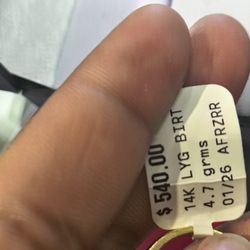 $ 540.00
14K LYG BIRT
4.7 grms
01/26 AFRZRR